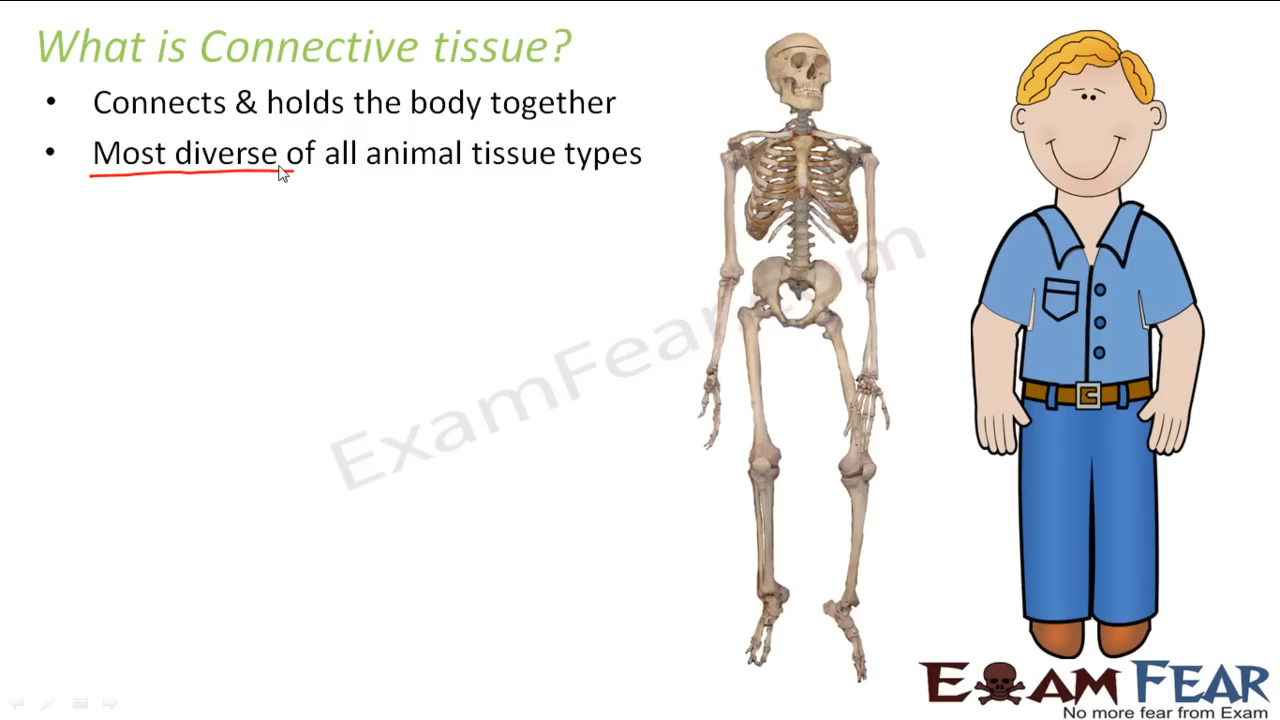 What is Connective tissue?
• Connects & holds the body together
• Most diverse of all animal tissue types
ExamFear.com
EXAM FEAR
No more fear from Exam